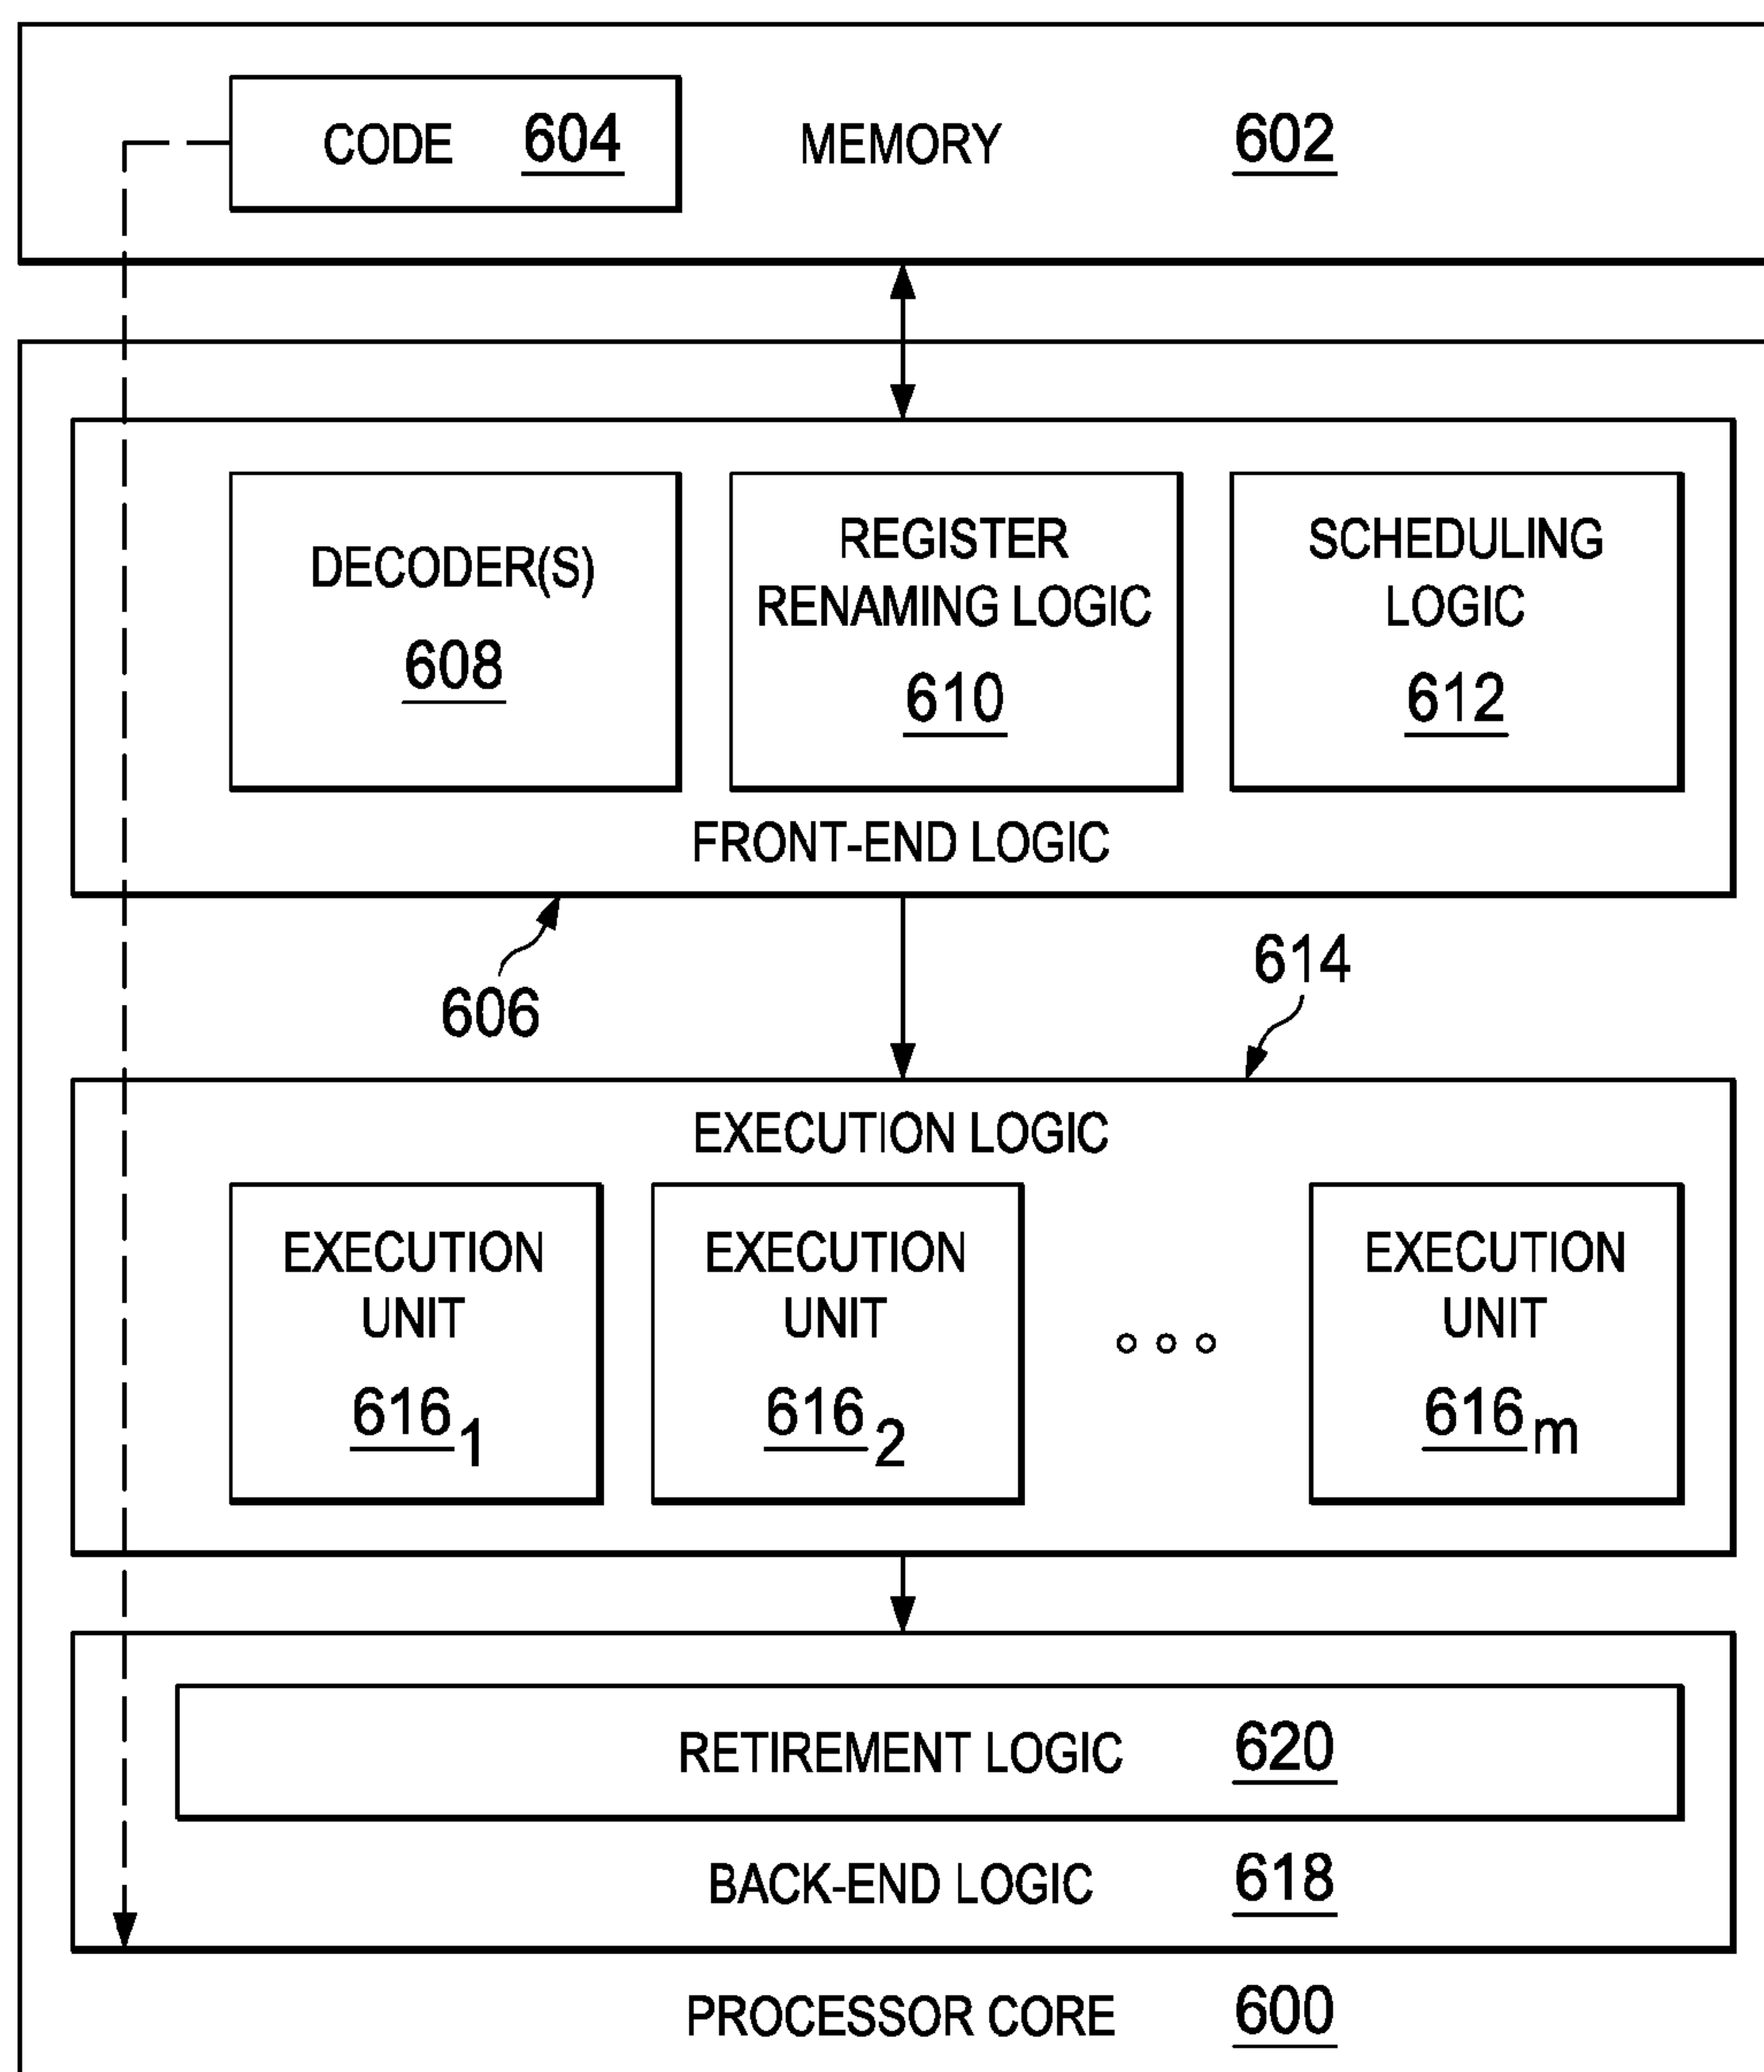 CODE 604 MEMORY 602
DECODER(S)
608
REGISTER
RENAMING LOGIC
610
SCHEDULING
LOGIC
612
FRONT-END LOGIC
606
614
EXECUTION LOGIC
EXECUTION
UNIT
616₁
EXECUTION
UNIT
616₂
EXECUTION
UNIT
616ₘ
RETIREMENT LOGIC 620
BACK-END LOGIC 618
PROCESSOR CORE 600